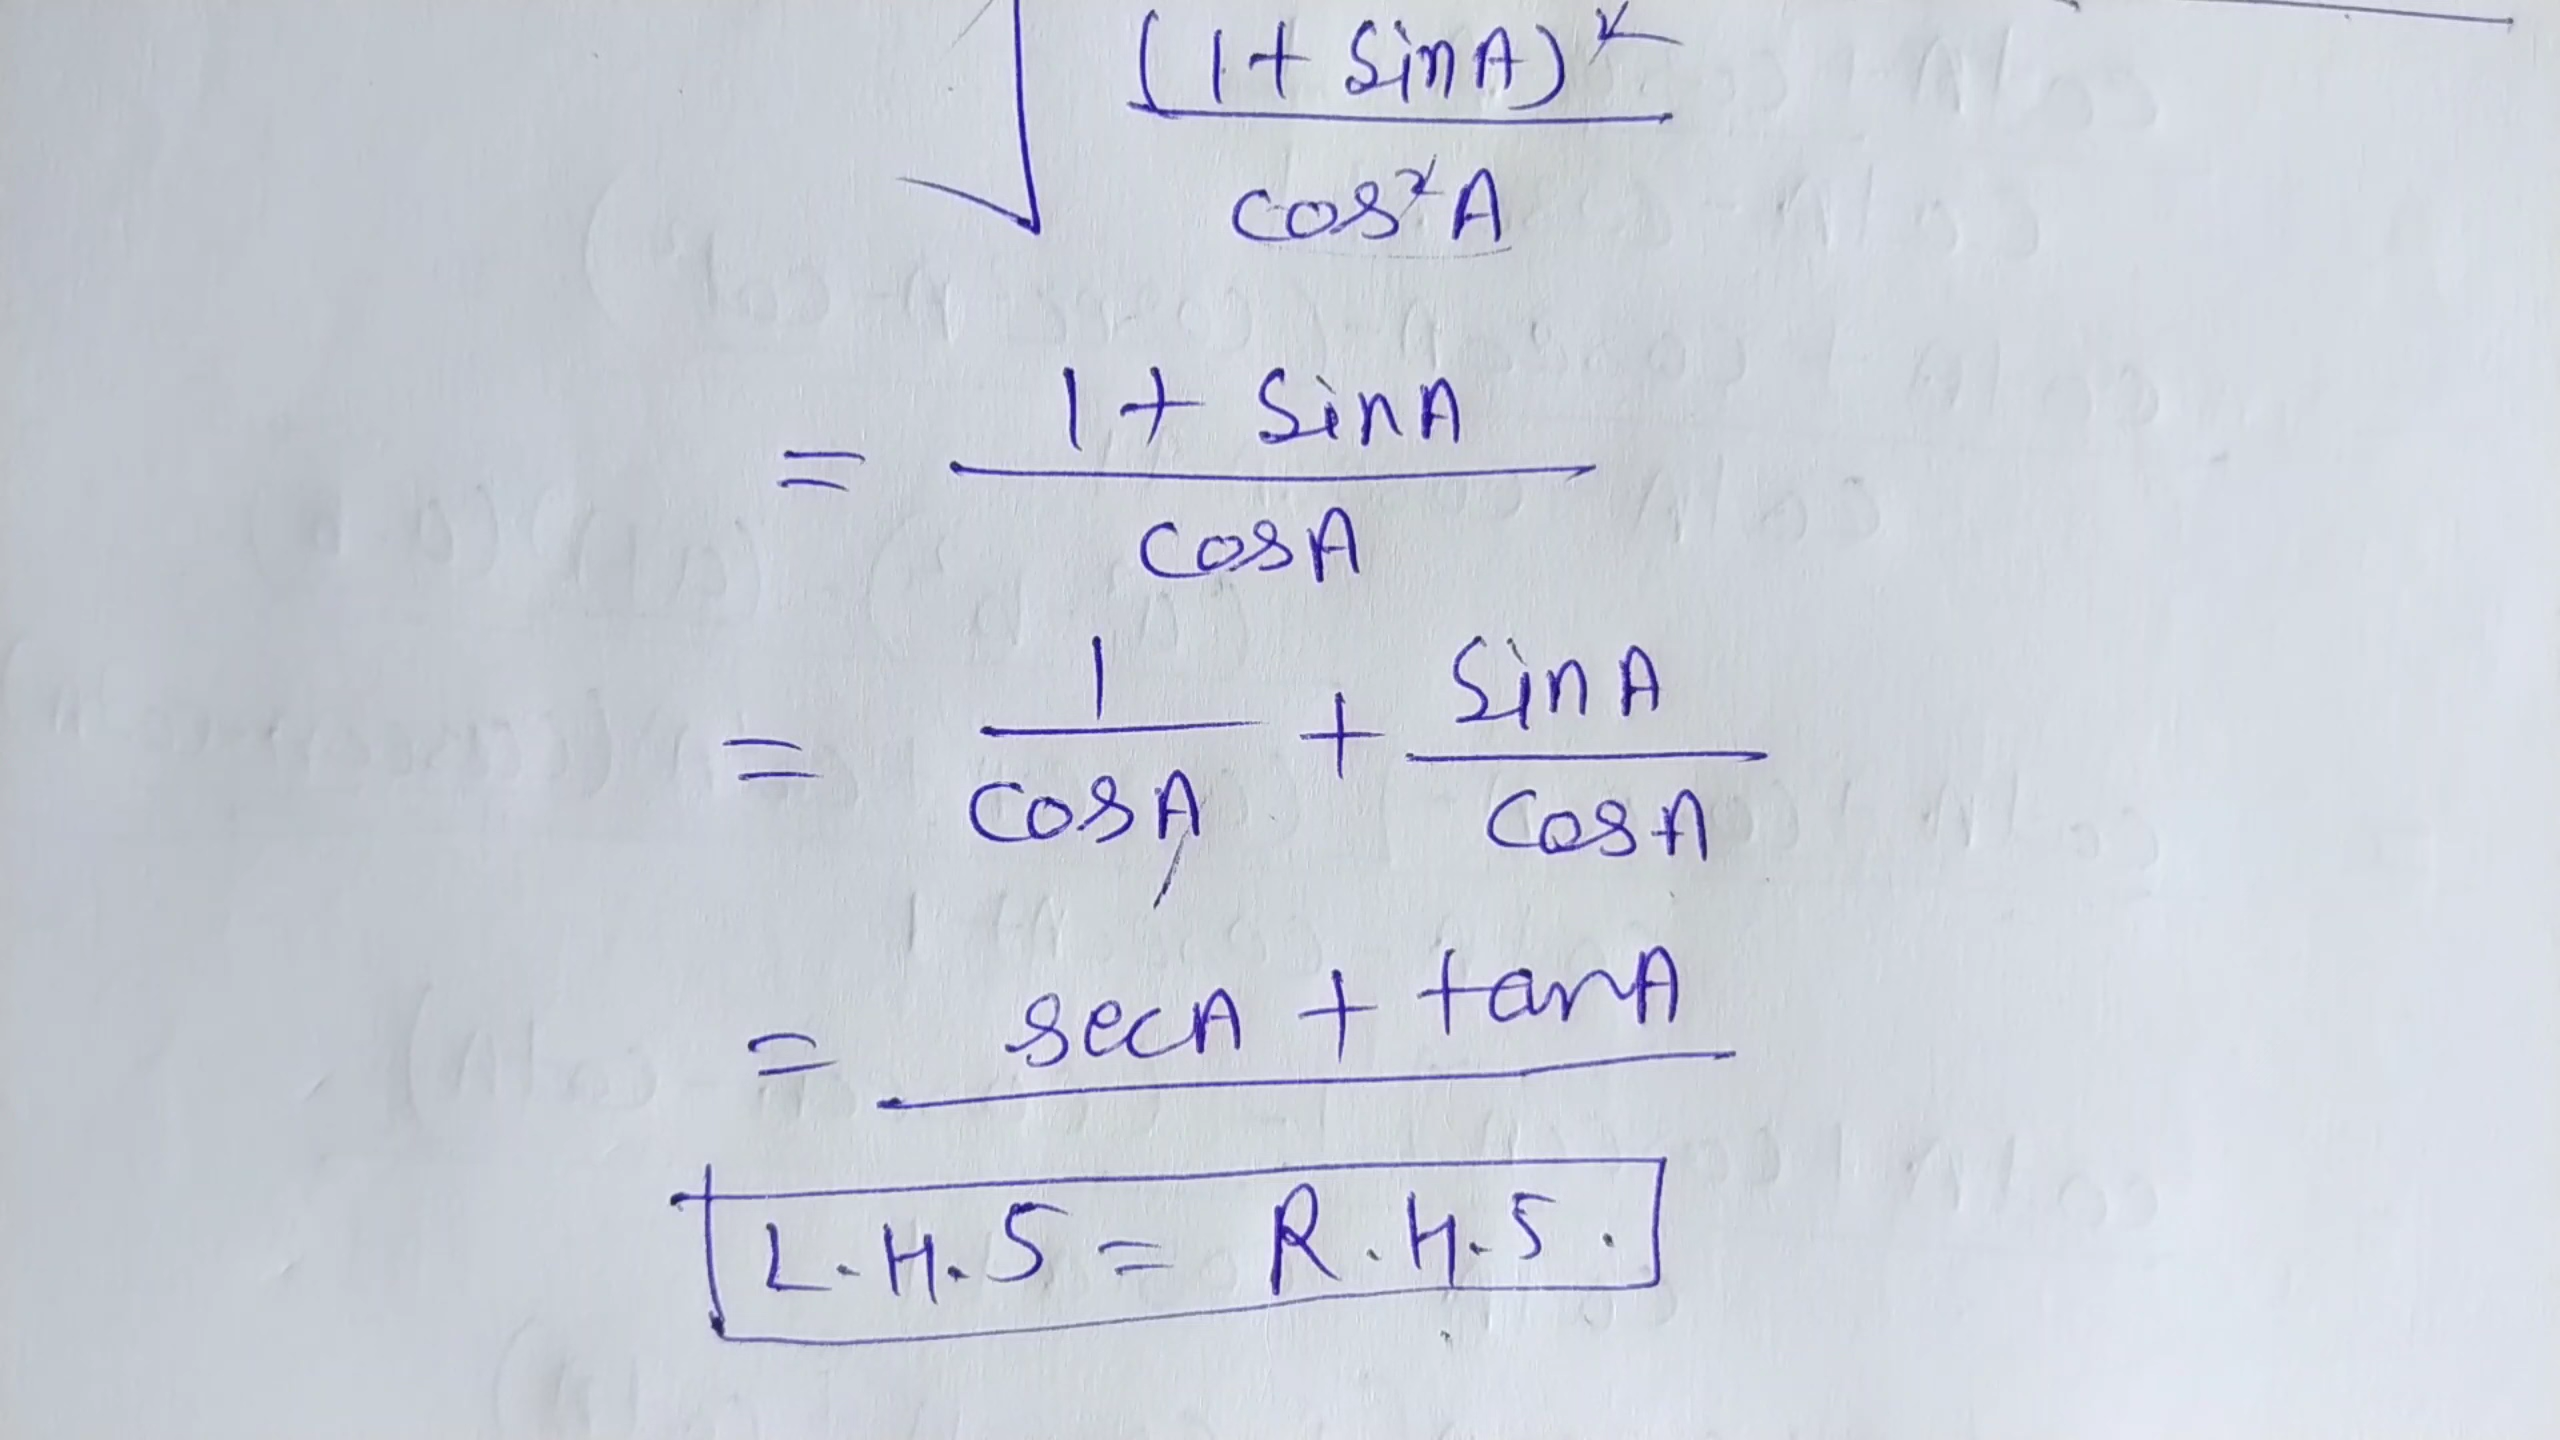 √((1 + sinA)² / cos²A)
= (1 + sinA) / cosA
= 1/cosA + sinA/cosA
= secA + tanA
L.H.S = R.H.S.